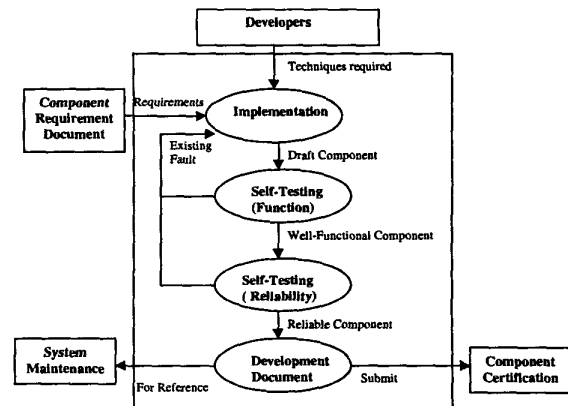 Developers
Techniques required
Component
Requirement
Document
Requirements
Implementation
Existing
Fault
Draft Component
Self-Testing
(Function)
Well-Functional Component
Self-Testing
( Reliability)
Reliable Component
System
Maintenance
For Reference
Development
Document
Submit
Component
Certification